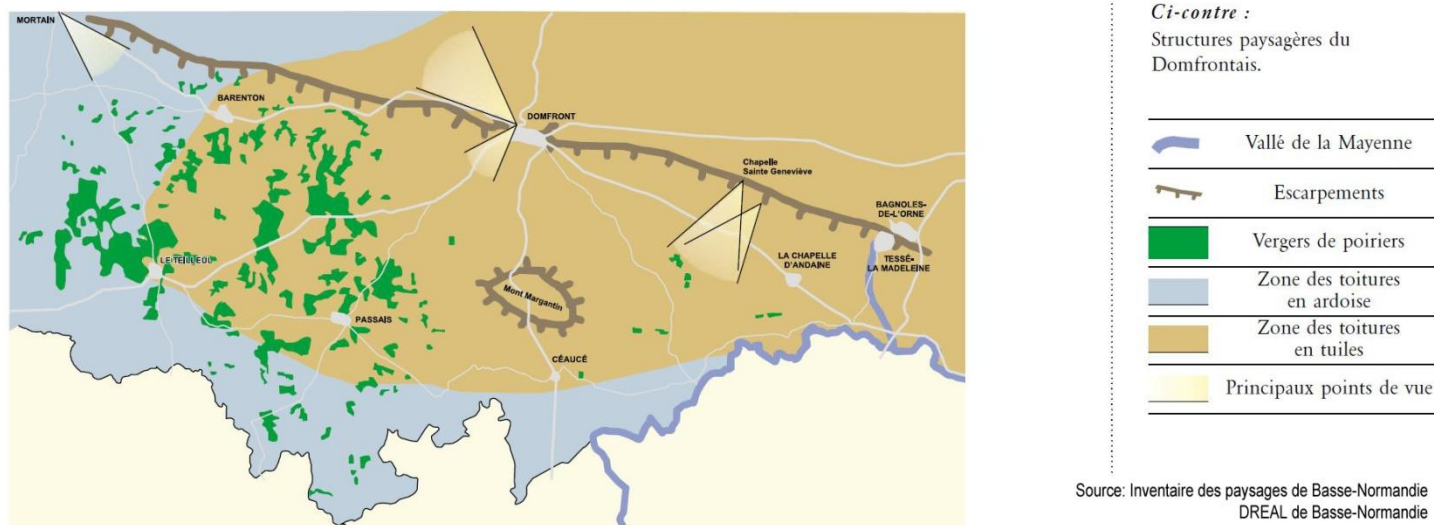 MORTAIN
BARENTON
DOMFRONT
Chapelle
Sainte Geneviève
BAGNOLES-
DE-L'ORNE
LE TEILLEUL
LA CHAPELLE
D'ANDAINE
TESSÉ-
LA MADELEINE
Mont Margantin
PASSAIS
CÉAUCÉ
Ci-contre :
Structures paysagères du
Domfrontais.
Vallé de la Mayenne
Escarpements
Vergers de poiriers
Zone des toitures
en ardoise
Zone des toitures
en tuiles
Principaux points de vue
Source: Inventaire des paysages de Basse-Normandie
DREAL de Basse-Normandie